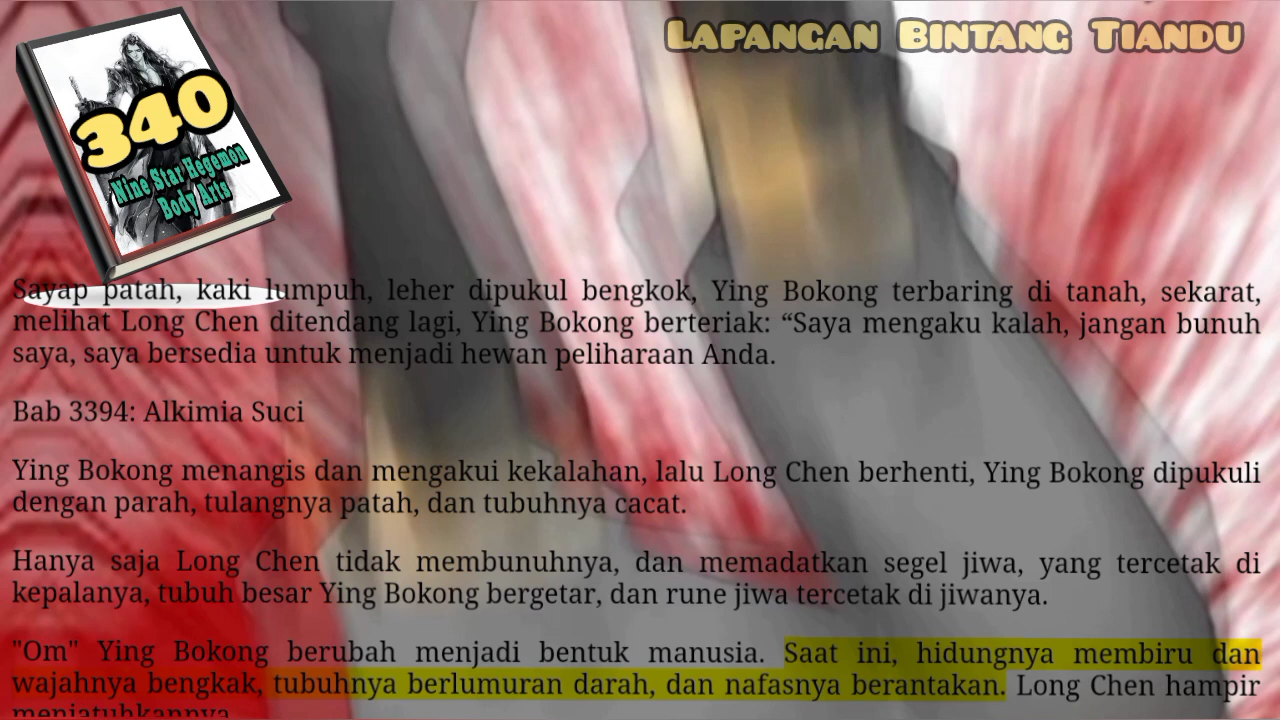 Lapangan Bintang Tiandu
340
Nine Star Hegemon
Body Arts
Sayap patah, kaki lumpuh, leher dipukul bengkok, Ying Bokong terbaring di tanah, sekarat,
melihat Long Chen ditendang lagi, Ying Bokong berteriak: “Saya mengaku kalah, jangan bunuh
saya, saya bersedia untuk menjadi hewan peliharaan Anda.
Bab 3394: Alkimia Suci
Ying Bokong menangis dan mengakui kekalahan, lalu Long Chen berhenti, Ying Bokong dipukuli
dengan parah, tulangnya patah, dan tubuhnya cacat.
Hanya saja Long Chen tidak membunuhnya, dan memadatkan segel jiwa, yang tercetak di
kepalanya, tubuh besar Ying Bokong bergetar, dan rune jiwa tercetak di jiwanya.
"Om" Ying Bokong berubah menjadi bentuk manusia. Saat ini, hidungnya membiru dan
wajahnya bengkak, tubuhnya berlumuran darah, dan nafasnya berantakan. Long Chen hampir
menjatuhkannya.